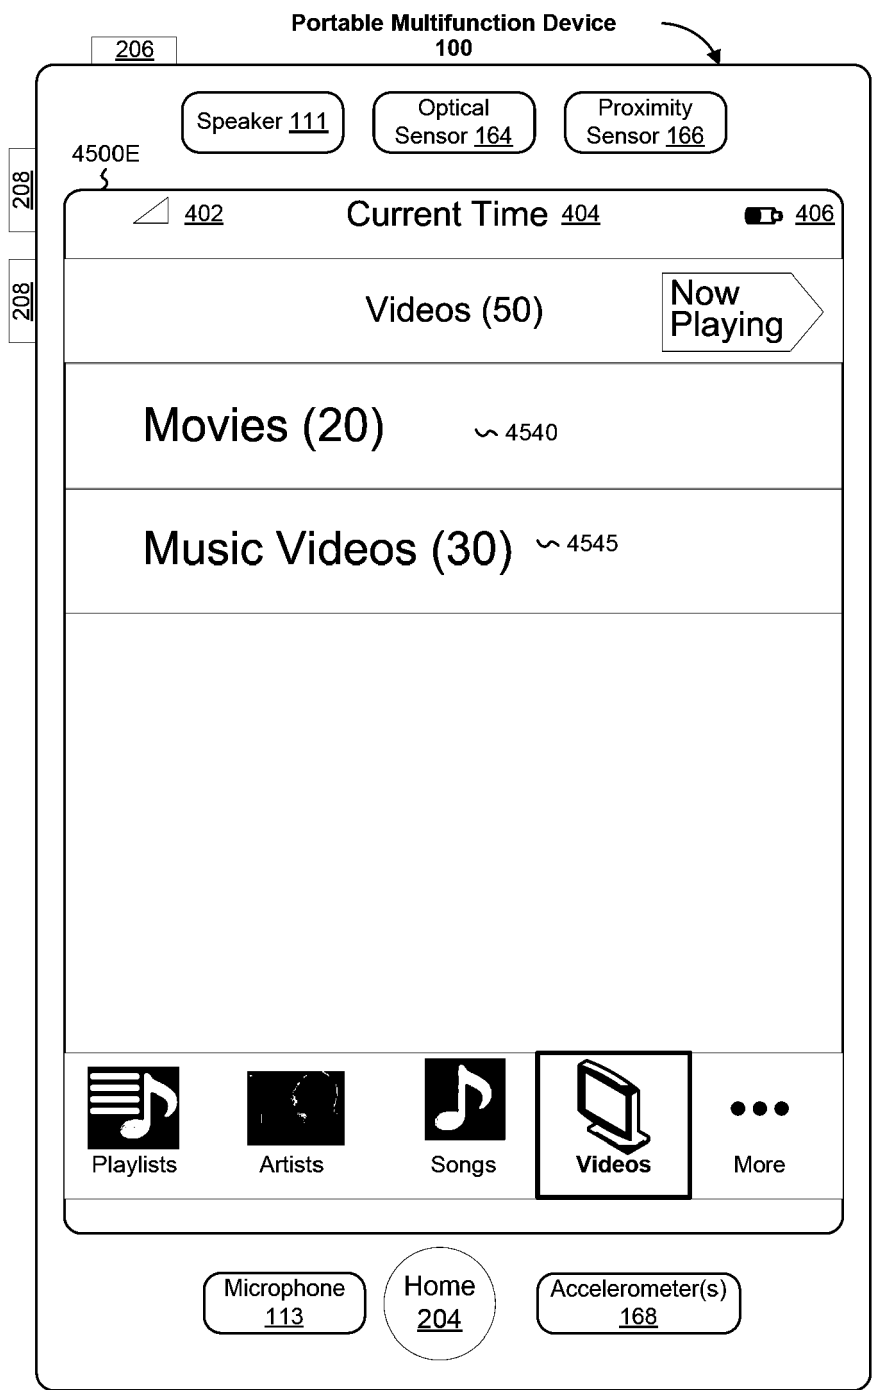 Portable Multifunction Device
100
206
Speaker 111
Optical
Sensor 164
Proximity
Sensor 166
4500E
208
402
Current Time 404
406
208
Videos (50)
Now
Playing
Movies (20)
4540
Music Videos (30)
4545
Playlists
Artists
Songs
Videos
More
Microphone
113
Home
204
Accelerometer(s)
168